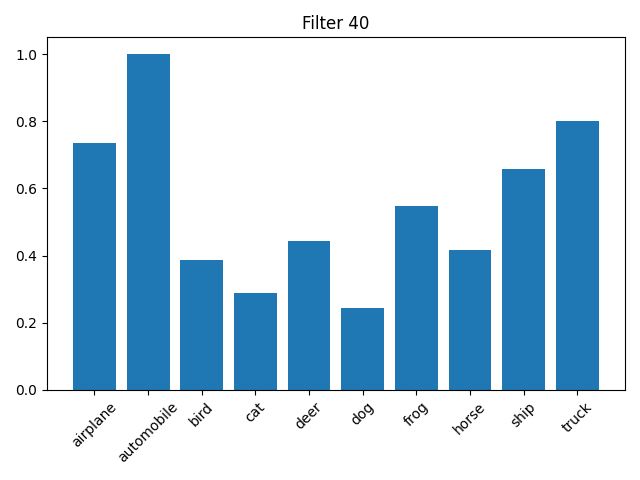 Filter 40
1.0
0.8
0.6
0.4
0.2
0.0
airplane
automobile
bird
cat
deer
dog
frog
horse
ship
truck